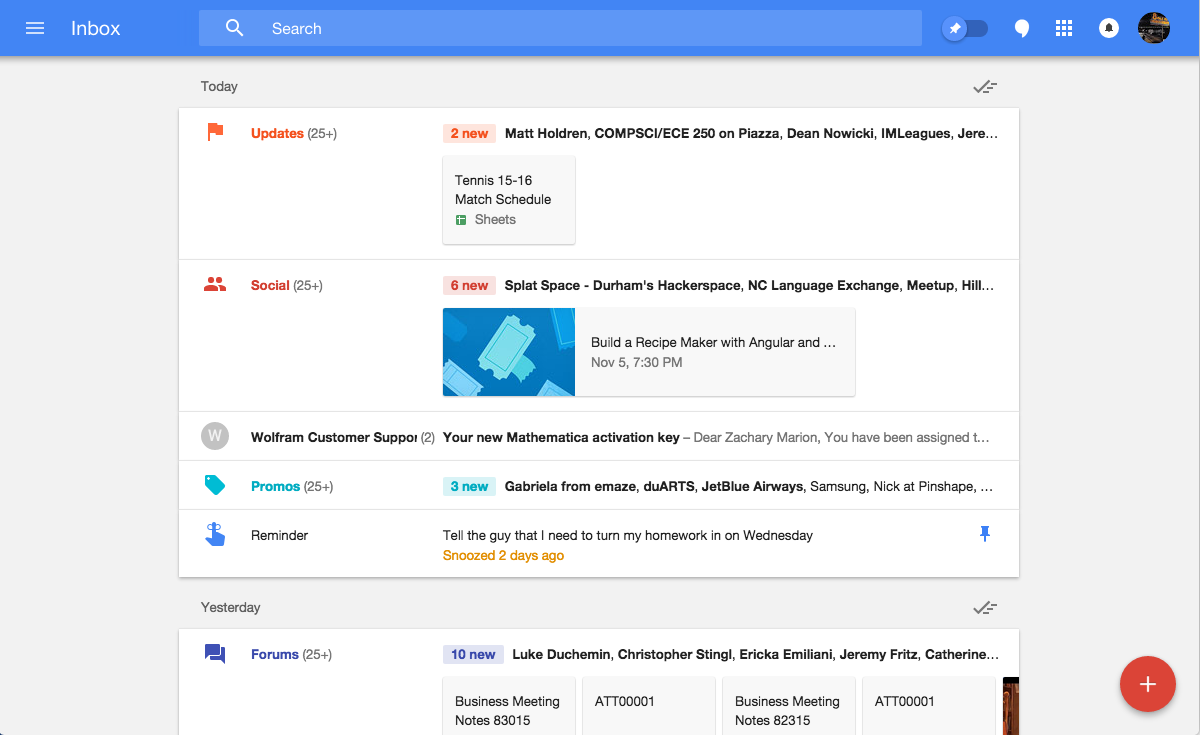 Inbox
Search
Today
Updates (25+)
2 new Matt Holdren, COMPSCI/ECE 250 on Piazza, Dean Nowicki, IMLeagues, Jere…
Tennis 15-16
Match Schedule
Sheets
Social (25+)
6 new Splat Space - Durham's Hackerspace, NC Language Exchange, Meetup, Hill…
Build a Recipe Maker with Angular and …
Nov 5, 7:30 PM
W
Wolfram Customer Suppor (2) Your new Mathematica activation key – Dear Zachary Marion, You have been assigned t…
Promos (25+)
3 new Gabriela from emaze, duARTS, JetBlue Airways, Samsung, Nick at Pinshape, …
Reminder
Tell the guy that I need to turn my homework in on Wednesday
Snoozed 2 days ago
Yesterday
Forums (25+)
10 new Luke Duchemin, Christopher Stingl, Ericka Emiliani, Jeremy Fritz, Catherine…
Business Meeting
Notes 83015
ATT00001
Business Meeting
Notes 82315
ATT00001